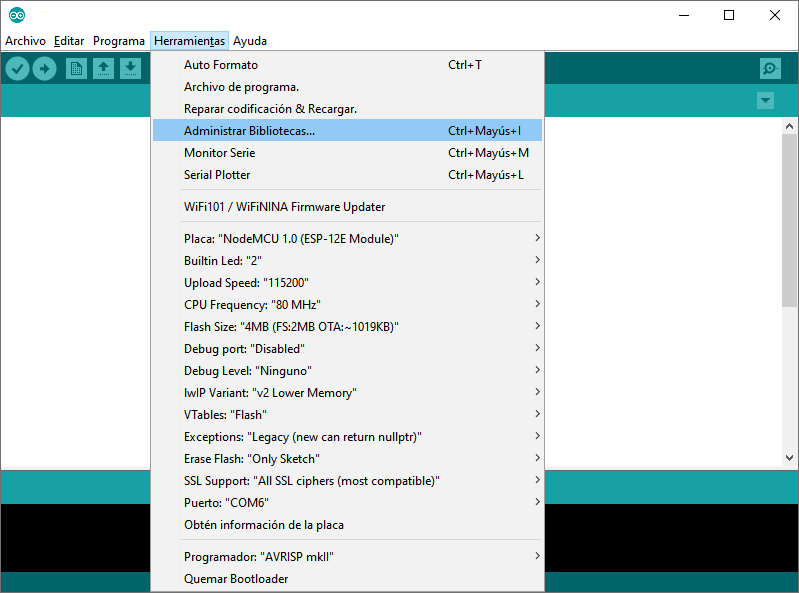 Archivo Editar Programa Herramientas Ayuda
Auto Formato Ctrl+T
Archivo de programa.
Reparar codificación & Recargar.
Administrar Bibliotecas... Ctrl+Mayús+I
Monitor Serie Ctrl+Mayús+M
Serial Plotter Ctrl+Mayús+L
WiFi101 / WiFiNINA Firmware Updater
Placa: "NodeMCU 1.0 (ESP-12E Module)"
Builtin Led: "2"
Upload Speed: "115200"
CPU Frequency: "80 MHz"
Flash Size: "4MB (FS:2MB OTA:~1019KB)"
Debug port: "Disabled"
Debug Level: "Ninguno"
lwIP Variant: "v2 Lower Memory"
VTables: "Flash"
Exceptions: "Legacy (new can return nullptr)"
Erase Flash: "Only Sketch"
SSL Support: "All SSL ciphers (most compatible)"
Puerto: "COM6"
Obtén información de la placa
Programador: "AVRISP mkII"
Quemar Bootloader